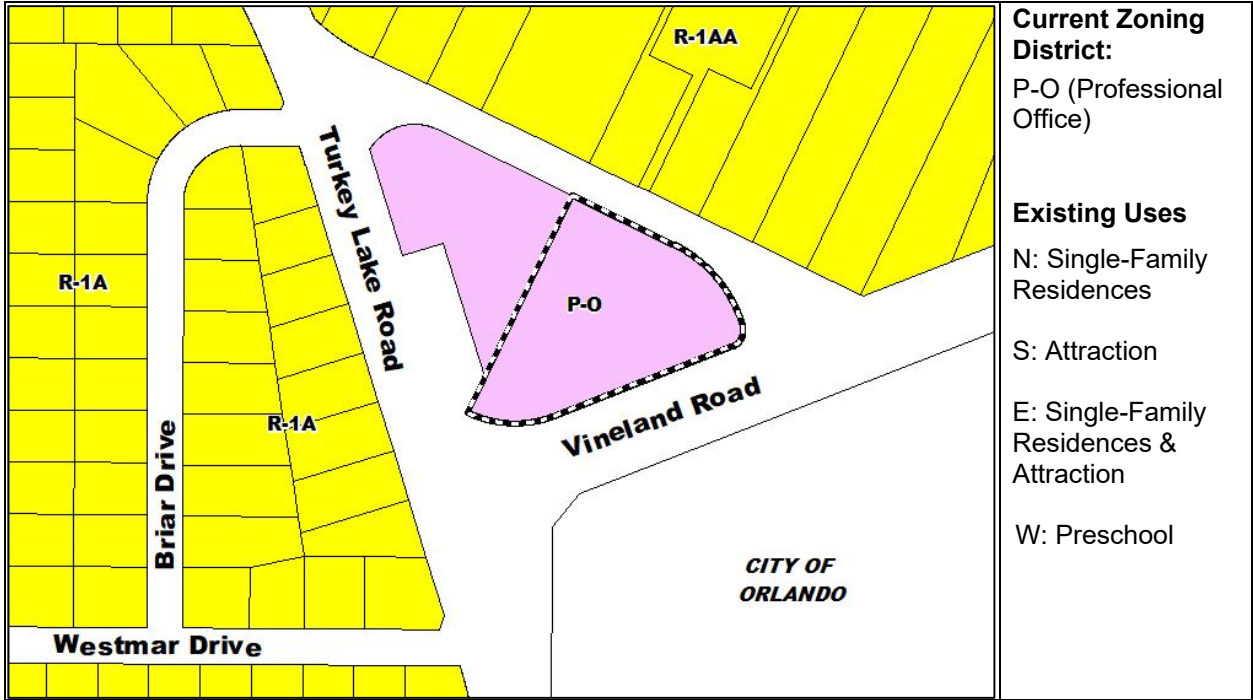 R-1AA
Turkey Lake Road
P-O
R-1A
R-1A
Vineland Road
Briar Drive
CITY OF
ORLANDO
Westmar Drive
Current Zoning
District:
P-O (Professional
Office)
Existing Uses
N: Single-Family
Residences
S: Attraction
E: Single-Family
Residences &
Attraction
W: Preschool